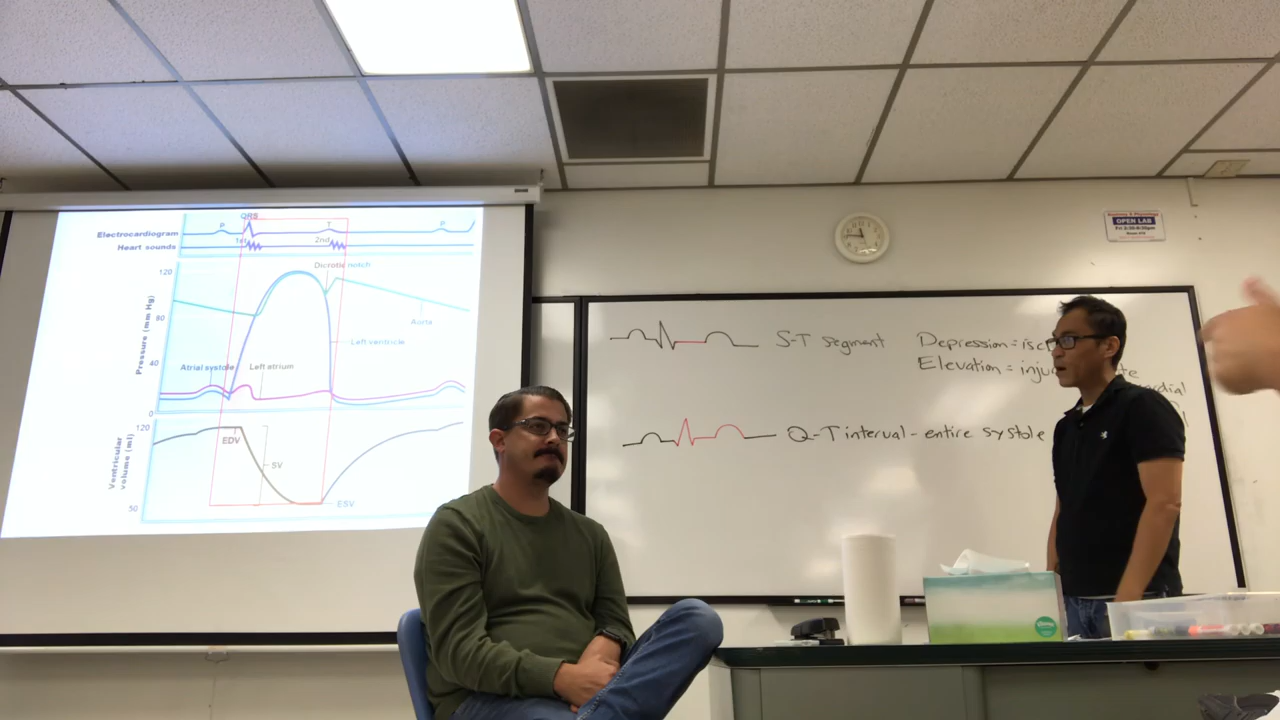 QRS
P T P
Electrocardiogram
Heart sounds 1st 2nd
Dicrotic notch
120
80
40
0
Pressure (mm Hg)
Aorta
Left ventricle
Atrial systole Left atrium
120
50
Ventricular
volume (ml)
EDV
SV
ESV
S-T segment
Depression =
Elevation =
Q-T interval - entire systole
OPEN LAB
Kleenex